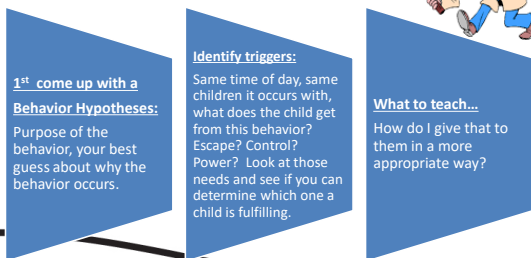 1st come up with a
Behavior Hypotheses:
Purpose of the
behavior, your best
guess about why the
behavior occurs.
Identify triggers:
Same time of day, same
children it occurs with,
what does the child get
from this behavior?
Escape? Control?
Power? Look at those
needs and see if you can
determine which one a
child is fulfilling.
What to teach…
How do I give that to
them in a more
appropriate way?